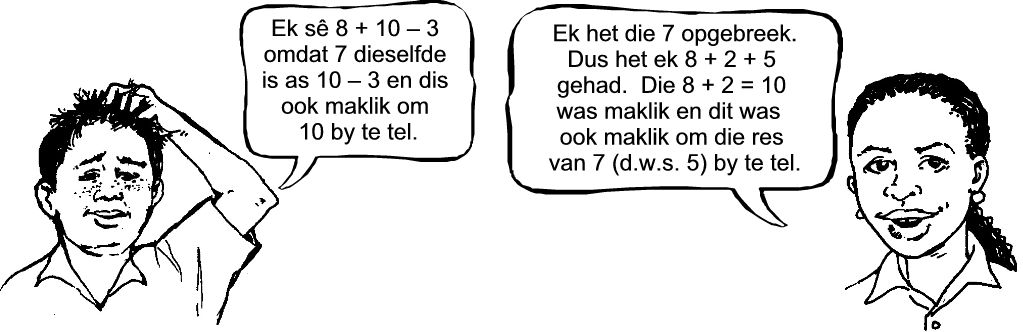 Ek sê 8 + 10 – 3
omdat 7 dieselfde
is as 10 – 3 en dis
ook maklik om
10 by te tel.
Ek het die 7 opgebreek.
Dus het ek 8 + 2 + 5
gehad.  Die 8 + 2 = 10
was maklik en dit was
ook maklik om die res
van 7 (d.w.s. 5) by te tel.